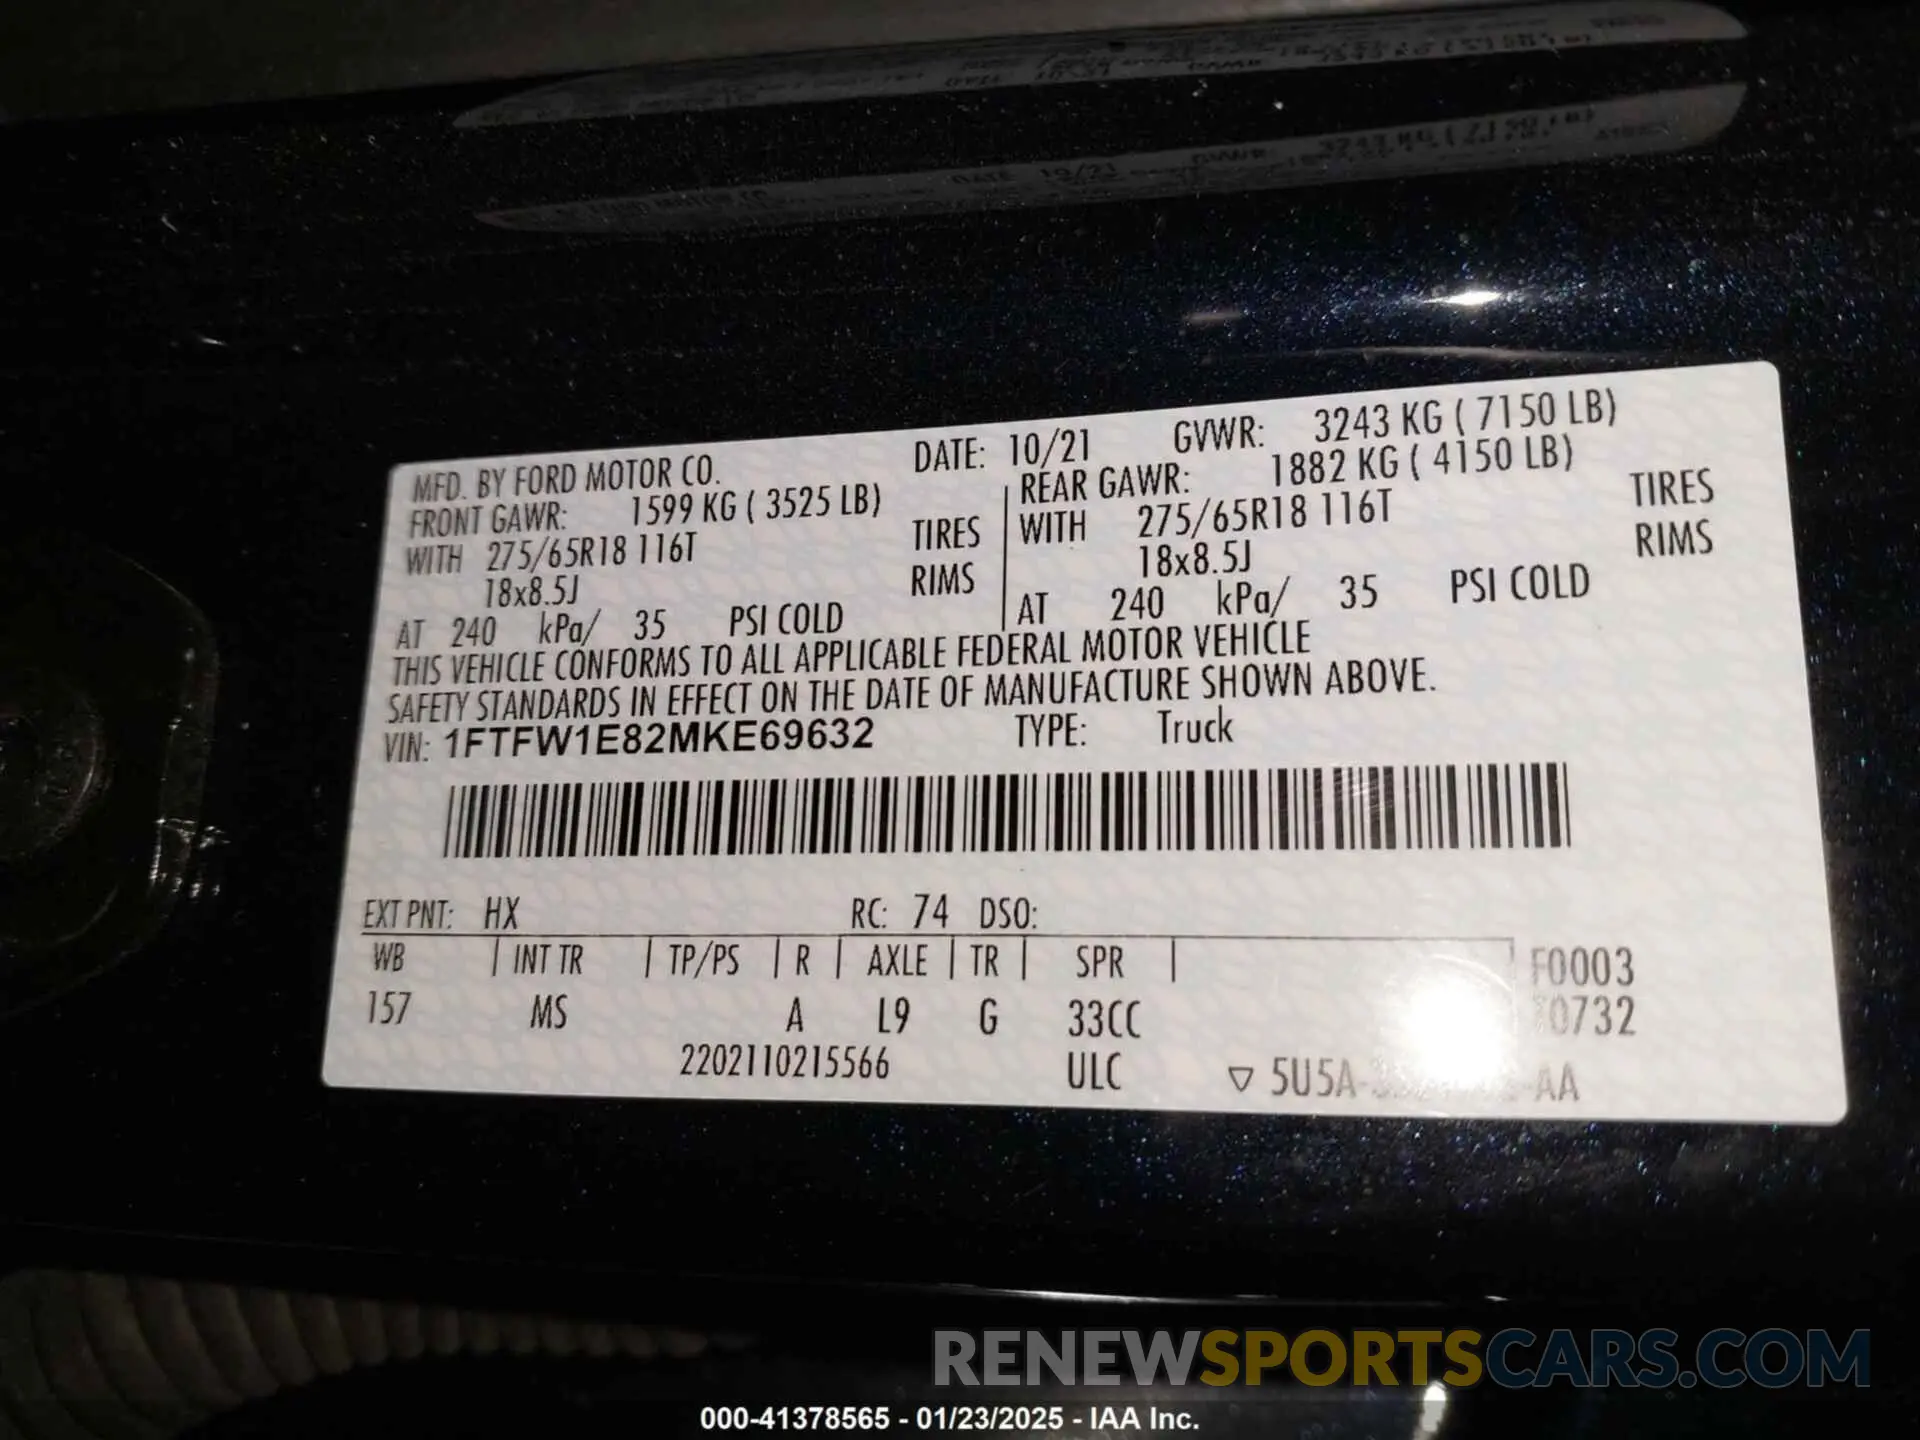 MFD. BY FORD MOTOR CO. DATE: 10/21 GVWR: 3243 KG ( 7150 LB)
FRONT GAWR: 1599 KG ( 3525 LB) REAR GAWR: 1882 KG ( 4150 LB)
WITH 275/65R18 116T TIRES WITH 275/65R18 116T TIRES
18x8.5J RIMS 18x8.5J RIMS
AT 240 kPa/ 35 PSI COLD AT 240 kPa/ 35 PSI COLD
THIS VEHICLE CONFORMS TO ALL APPLICABLE FEDERAL MOTOR VEHICLE
SAFETY STANDARDS IN EFFECT ON THE DATE OF MANUFACTURE SHOWN ABOVE.
VIN: 1FTFW1E82MKE69632 TYPE: Truck
EXT PNT: HX RC: 74 DSO:
WB INT TR TP/PS R AXLE TR SPR F0003
157 MS A L9 G 33CC 0732
2202110215566 ULC ▽ 5U5A- -AA
RENEWSPORTSCARS.COM
000-41378565 - 01/23/2025 - IAA Inc.